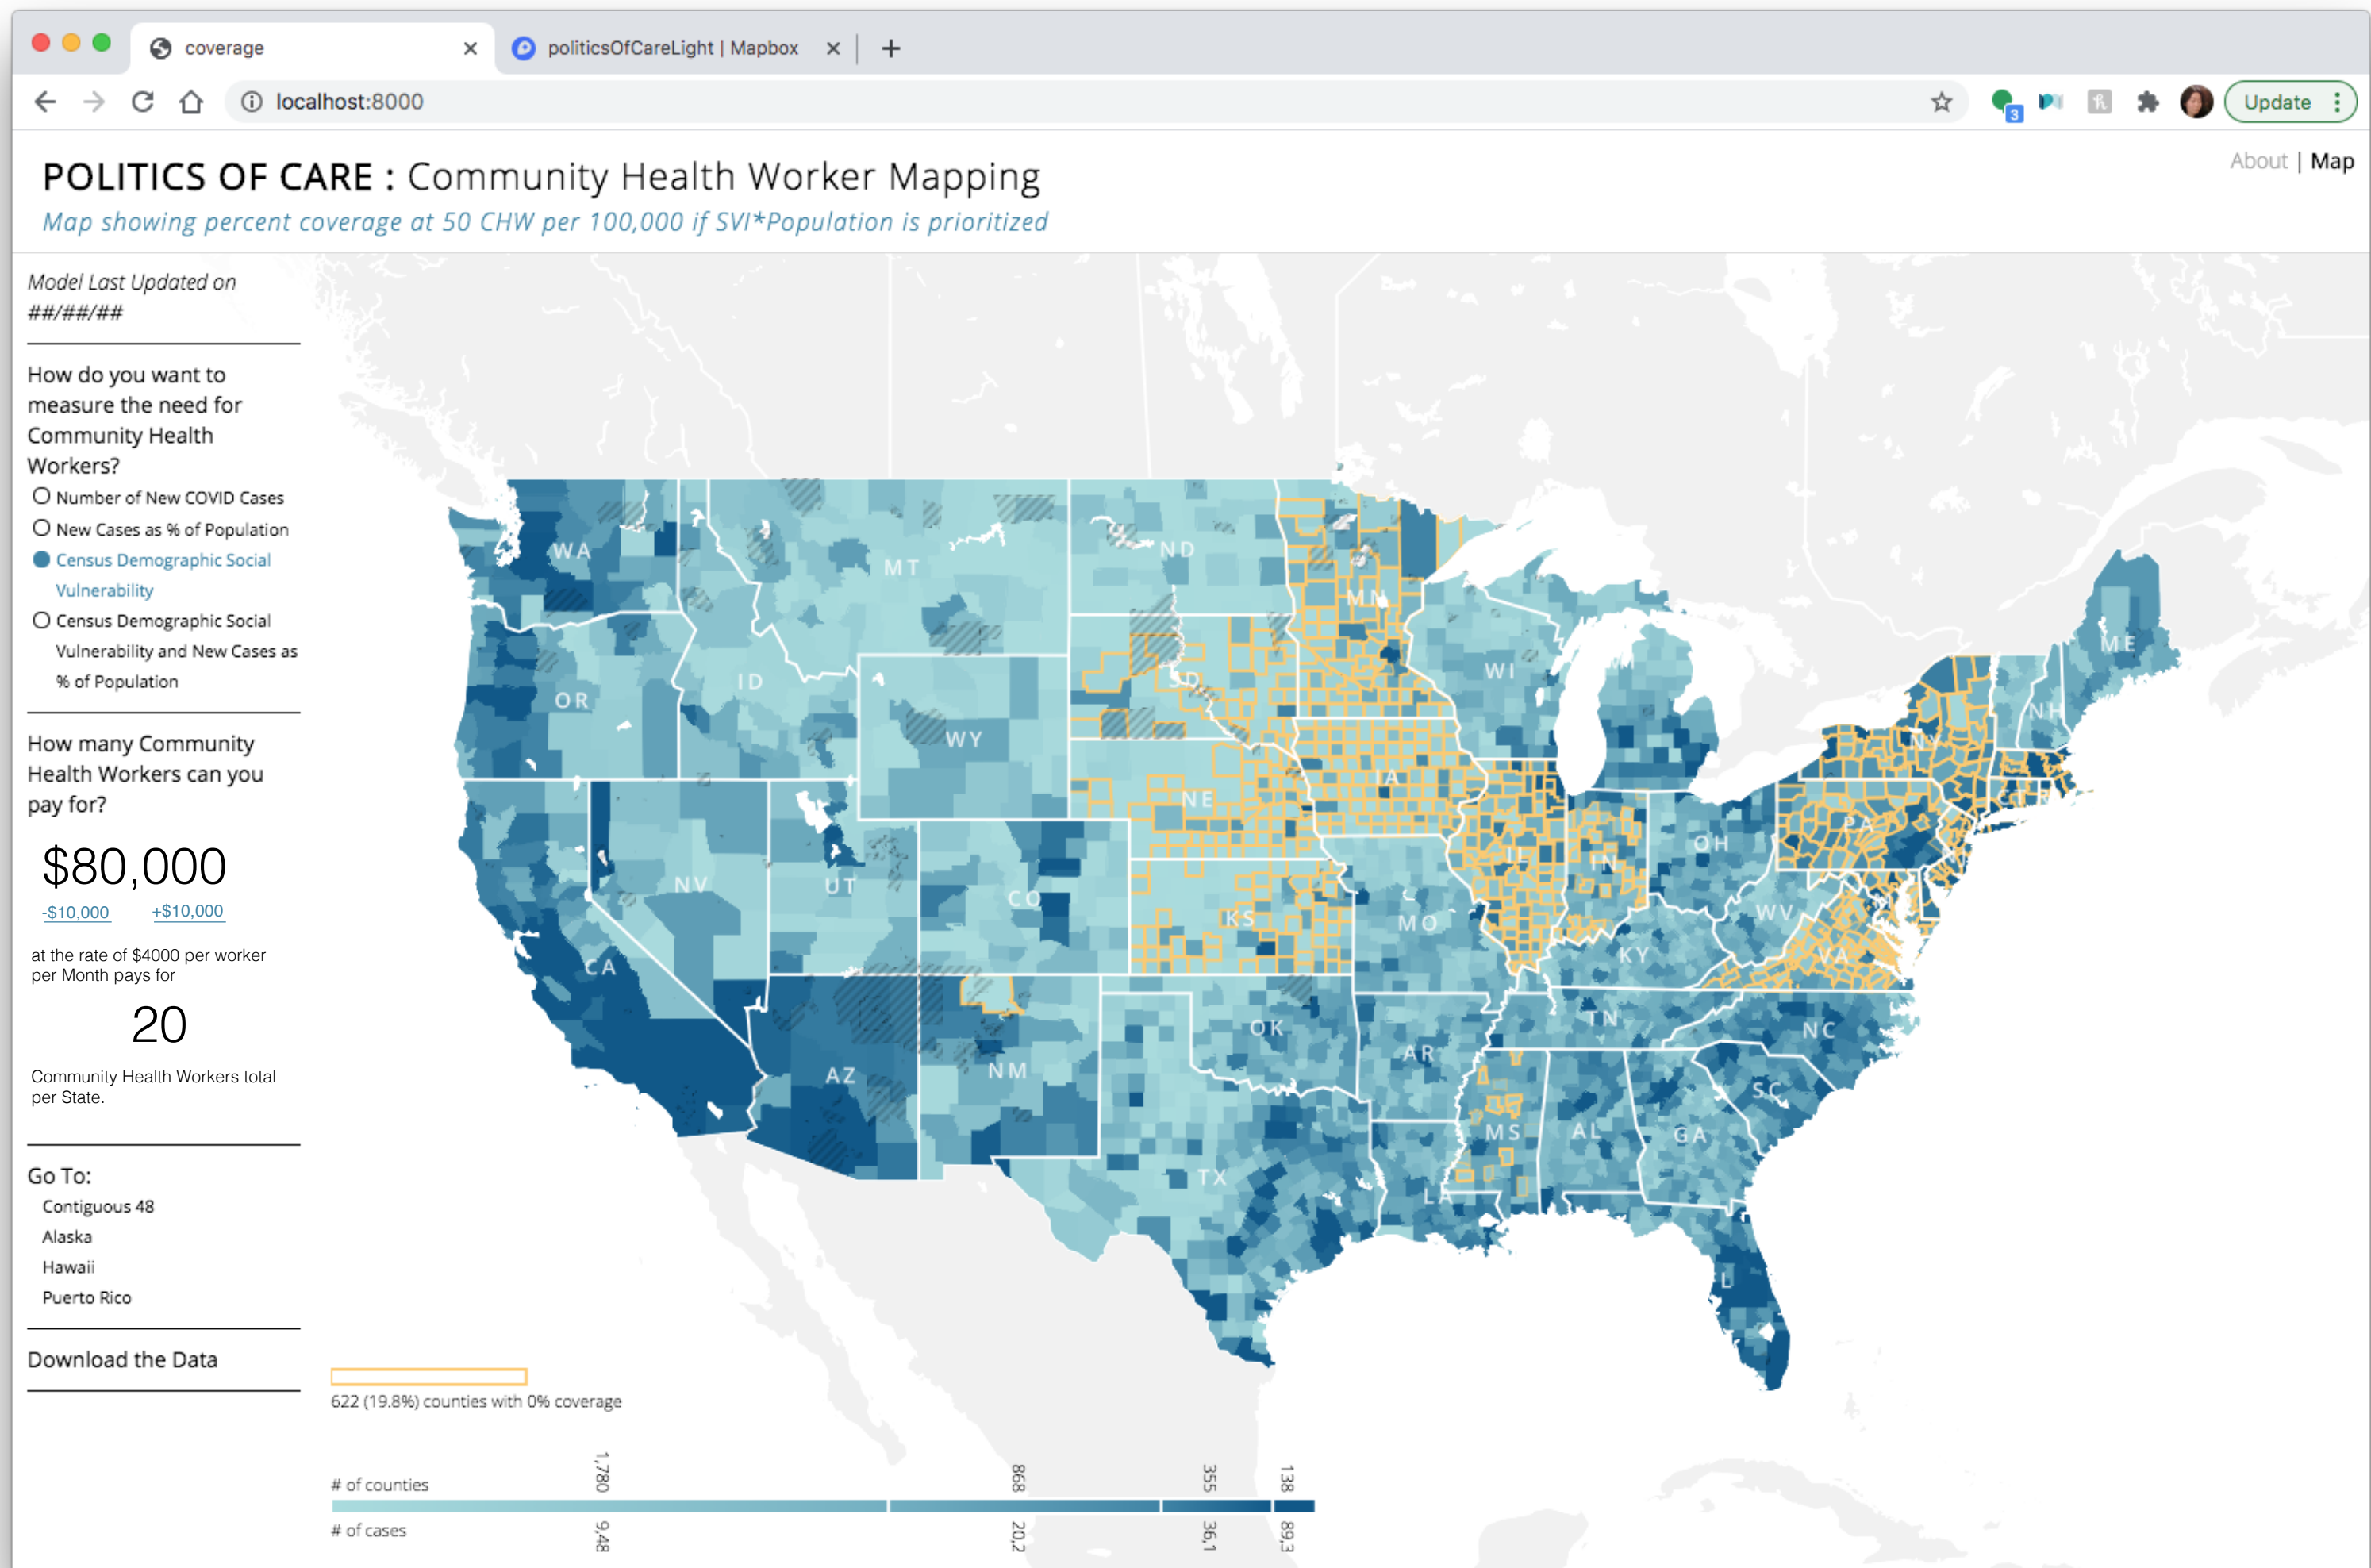 coverage
politicsOfCareLight | Mapbox
localhost:8000
3
Update
POLITICS OF CARE : Community Health Worker Mapping
About | Map
Map showing percent coverage at 50 CHW per 100,000 if SVI*Population is prioritized
Model Last Updated on
##/##/##
How do you want to
measure the need for
Community Health
Workers?
Number of New COVID Cases
New Cases as % of Population
Census Demographic Social
Vulnerability
Census Demographic Social
Vulnerability and New Cases as
% of Population
How many Community
Health Workers can you
pay for?
$80,000
-$10,000 +$10,000
at the rate of $4000 per worker
per Month pays for
20
Community Health Workers total
per State.
Go To:
Contiguous 48
Alaska
Hawaii
Puerto Rico
Download the Data
WA
MT
ND
MN
ME
WI
OR
ID
NH
WY
NY
IA
NE
PA
OH
IL
IN
NV
UT
CO
KS
MO
WV
KY
VA
CA
OK
TN
NC
AR
AZ
NM
SC
MS
AL
GA
TX
LA
622 (19.8%) counties with 0% coverage
# of counties
1,780
868
355
138
# of cases
9,48
20,2
36,1
89,3